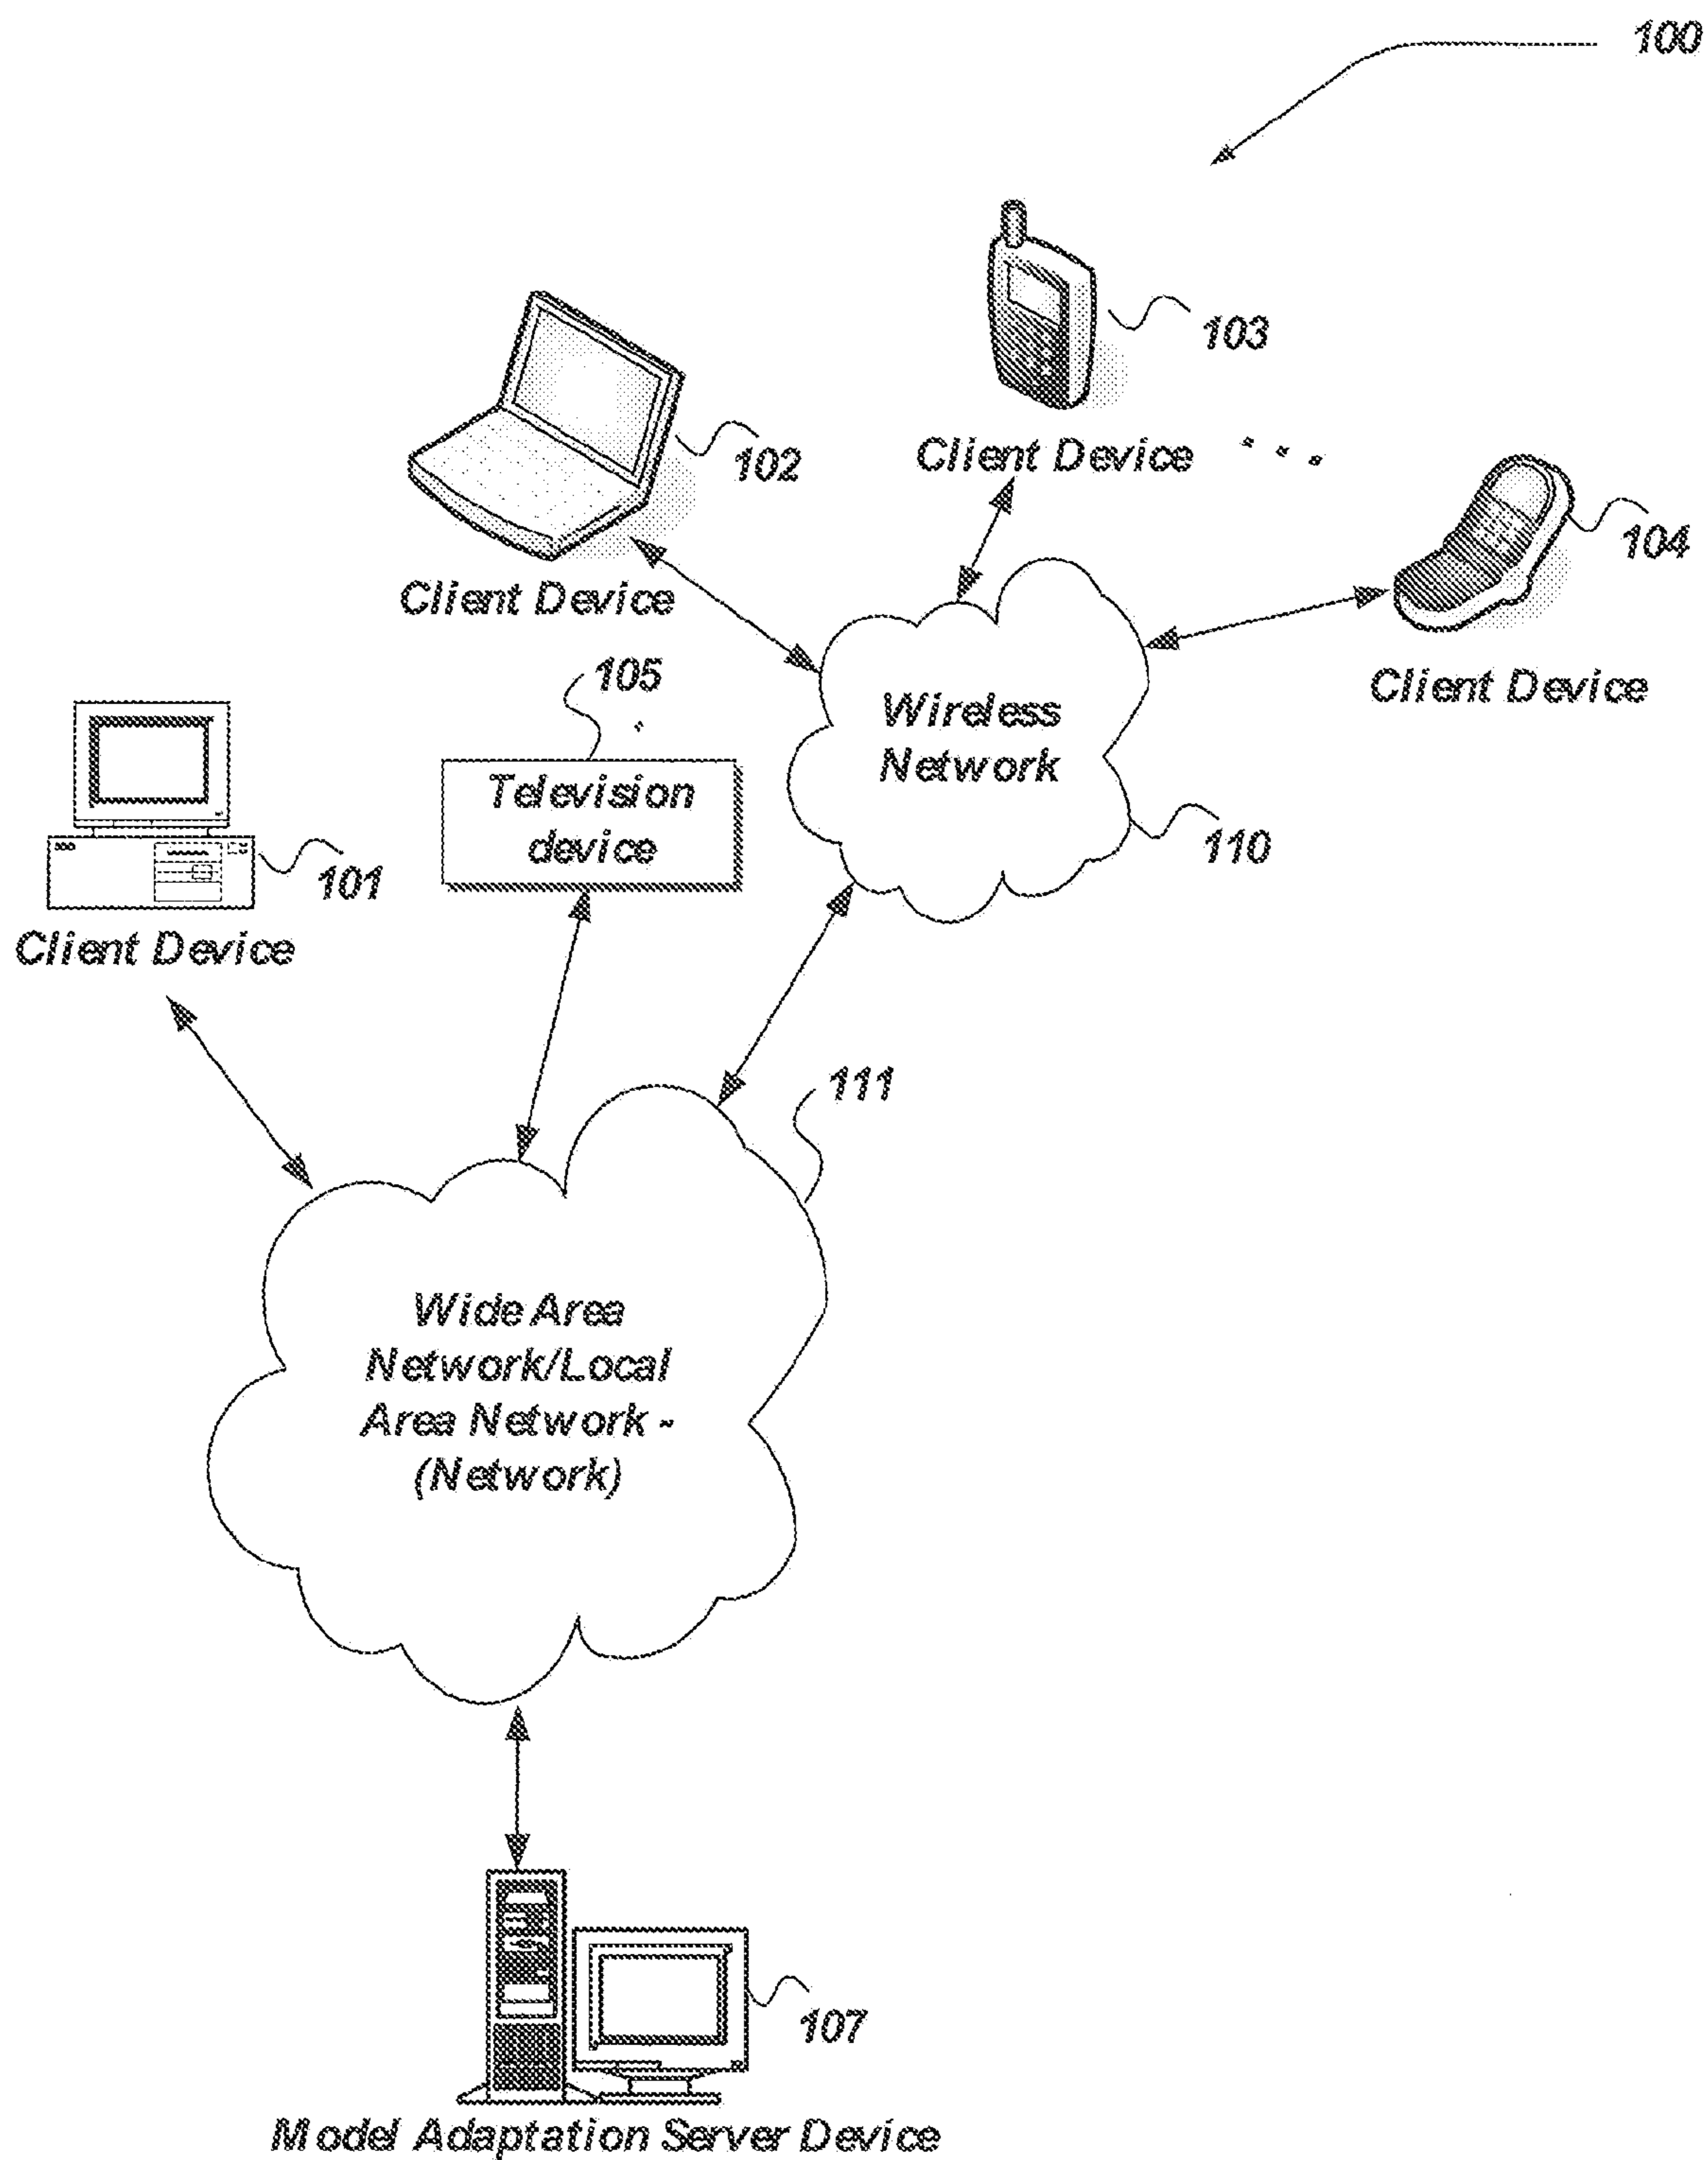 100
103
102
Client Device
104
Client Device
Client Device
105
Wireless
Network
Television
device
110
101
Client Device
111
Wide Area
Network/Local
Area Network -
(Network)
107
Model Adaptation Server Device